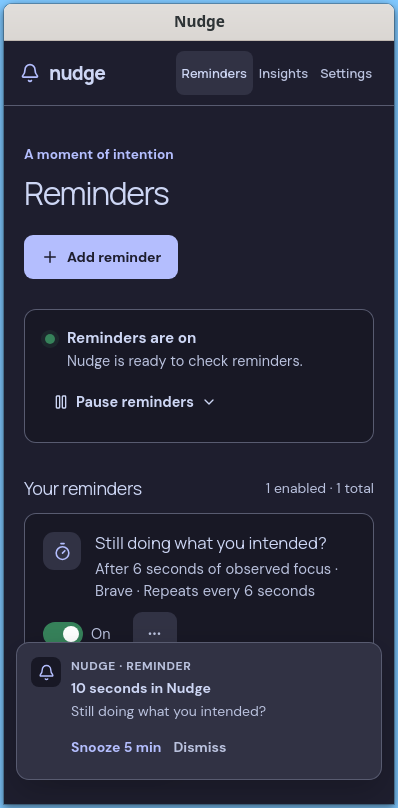 Nudge
nudge
Reminders Insights Settings
A moment of intention
Reminders
+ Add reminder
Reminders are on
Nudge is ready to check reminders.
Pause reminders
Your reminders
1 enabled · 1 total
Still doing what you intended?
After 6 seconds of observed focus ·
Brave · Repeats every 6 seconds
On
...
NUDGE · REMINDER
10 seconds in Nudge
Still doing what you intended?
Snooze 5 min Dismiss